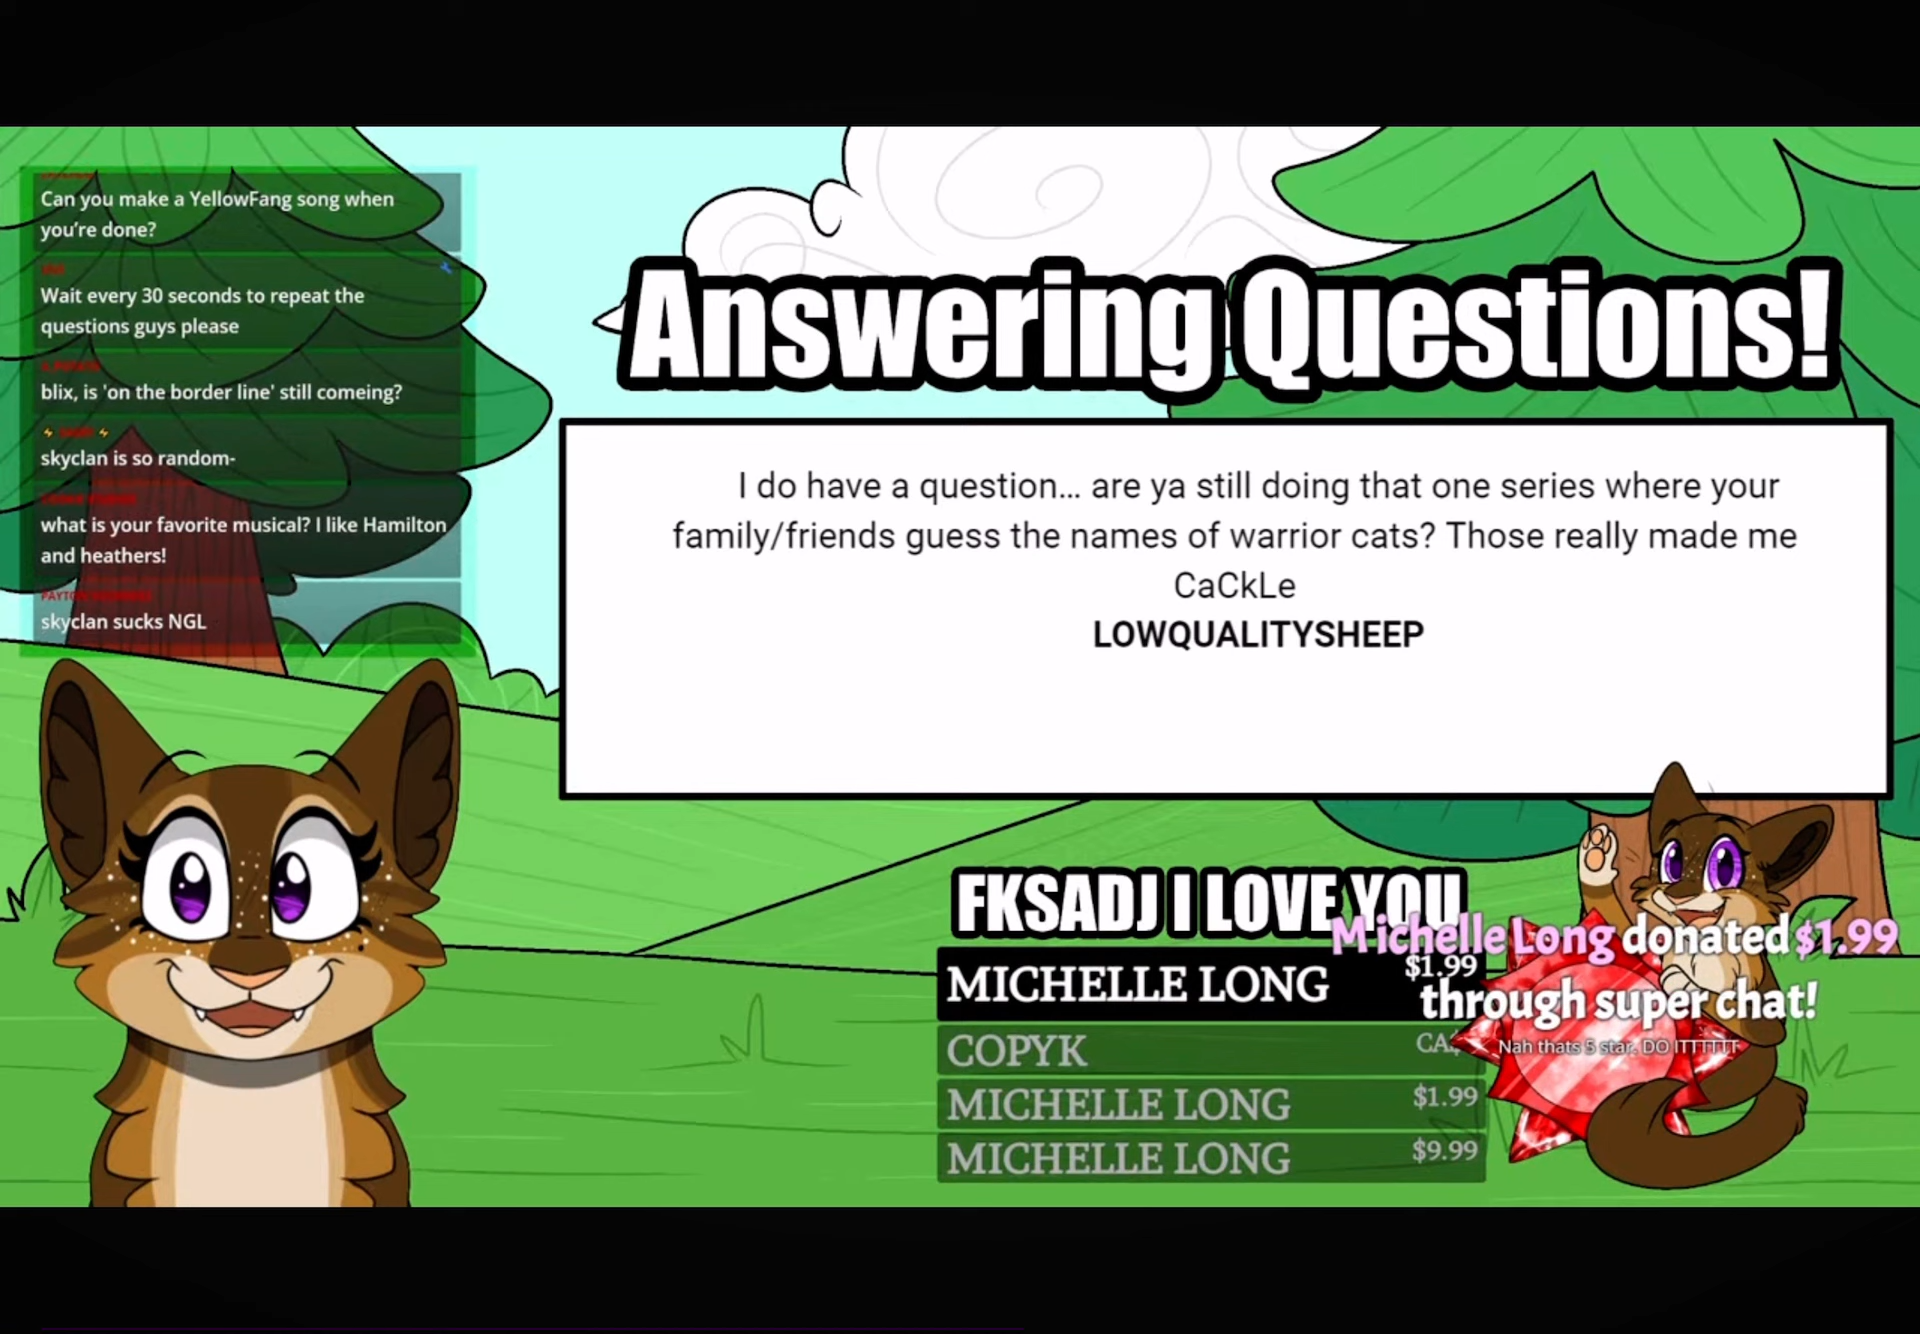 Can you make a YellowFang song when
you're done?
Wait every 30 seconds to repeat the
questions guys please
blix, is 'on the border line' still comeing?
skyclan is so random-
what is your favorite musical? I like Hamilton
and heathers!
skyclan sucks NGL
Answering Questions!
I do have a question... are ya still doing that one series where your
family/friends guess the names of warrior cats? Those really made me
CaCkLe
LOWQUALITYSHEEP
FKSADJ I LOVE YOU
MICHELLE LONG $1.99
COPYK
MICHELLE LONG $1.99
MICHELLE LONG $9.99
Michelle Long donated $1.99
through super chat!
Nah thats 5 star. DO ITTTTTT